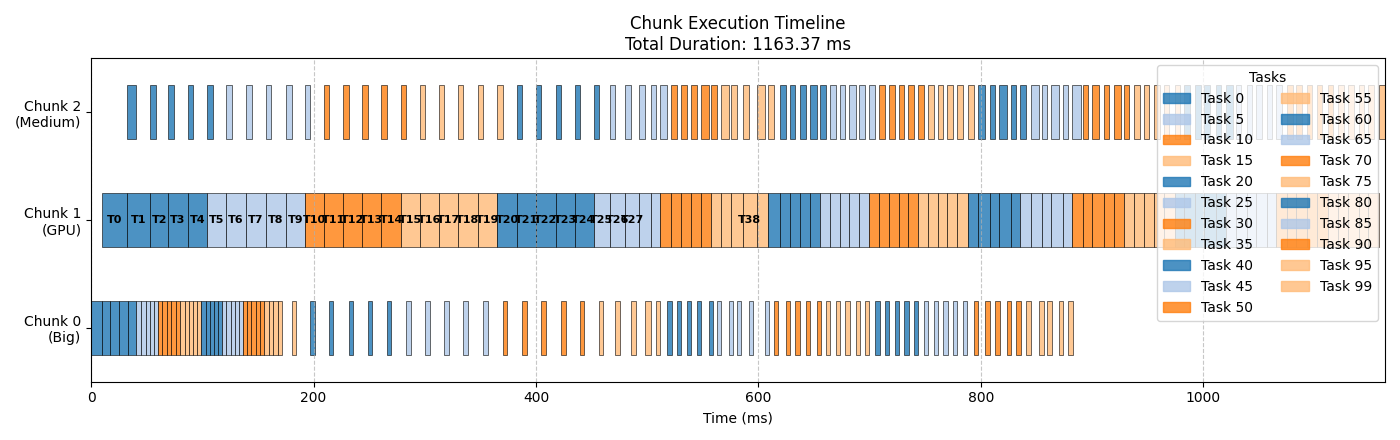 Chunk Execution Timeline
Total Duration: 1163.37 ms
Chunk 2
(Medium)
Chunk 1
(GPU)
Chunk 0
(Big)
T0 T1 T2 T3 T4 T5 T6 T7 T8 T9 T10 T11 T12 T13 T14 T15 T16 T17 T18 T19 T20 T21 T22 T23 T24 T25 T26 T27 T38
Tasks
Task 0
Task 5
Task 10
Task 15
Task 20
Task 25
Task 30
Task 35
Task 40
Task 45
Task 50
Task 55
Task 60
Task 65
Task 70
Task 75
Task 80
Task 85
Task 90
Task 95
Task 99
0 200 400 600 800 1000
Time (ms)